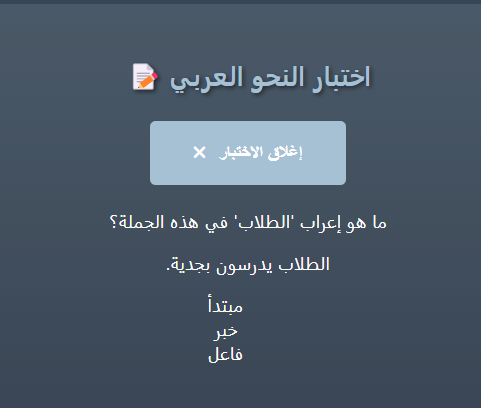 اختبار النحو العربي 📝
إغلاق الاختبار ✕
ما هو إعراب 'الطلاب' في هذه الجملة؟
الطلاب يدرسون بجدية.
مبتدأ
خبر
فاعل